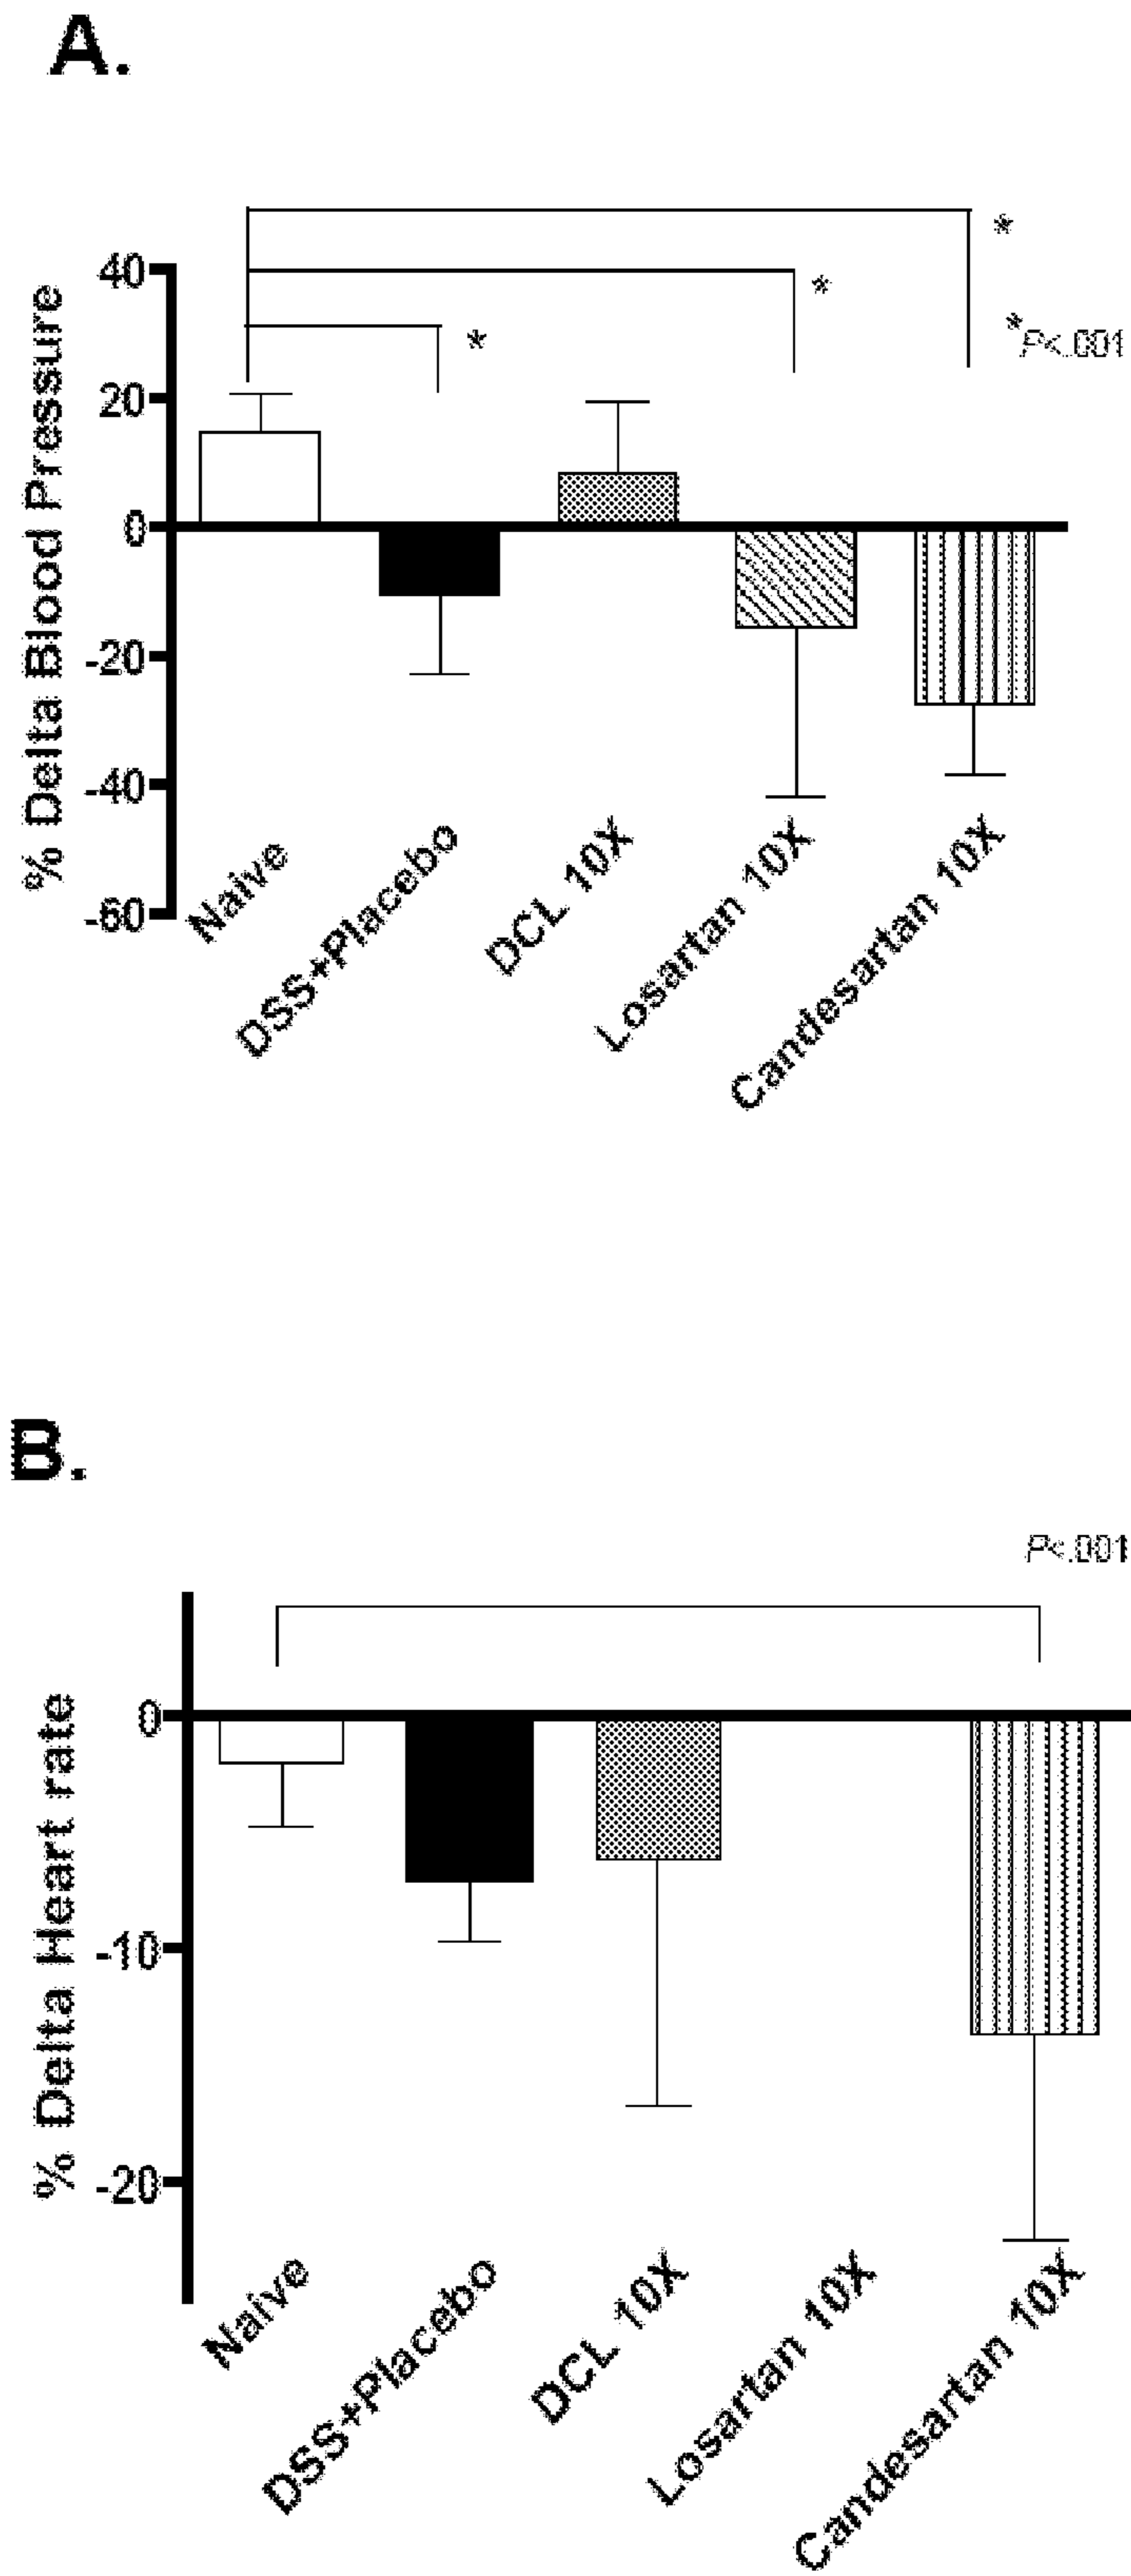 A.
*
*
*
*P<.001
% Delta Blood Pressure
40
20
0
-20
-40
-60
Naive
DSS+Placebo
DCL 10X
Losartan 10X
Candesartan 10X
B.
P<.001
% Delta Heart rate
0
-10
-20
Naive
DSS+Placebo
DCL 10X
Losartan 10X
Candesartan 10X